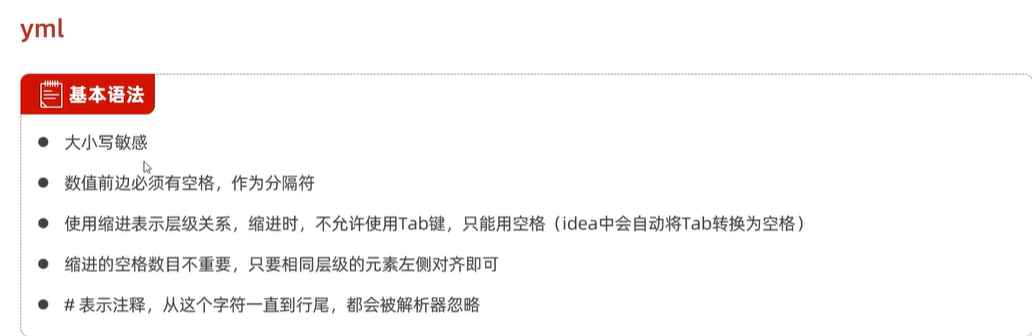 yml
基本语法
● 大小写敏感
● 数值前边必须有空格，作为分隔符
● 使用缩进表示层级关系，缩进时，不允许使用Tab键，只能用空格（idea中会自动将Tab转换为空格）
● 缩进的空格数目不重要，只要相同层级的元素左侧对齐即可
● # 表示注释，从这个字符一直到行尾，都会被解析器忽略